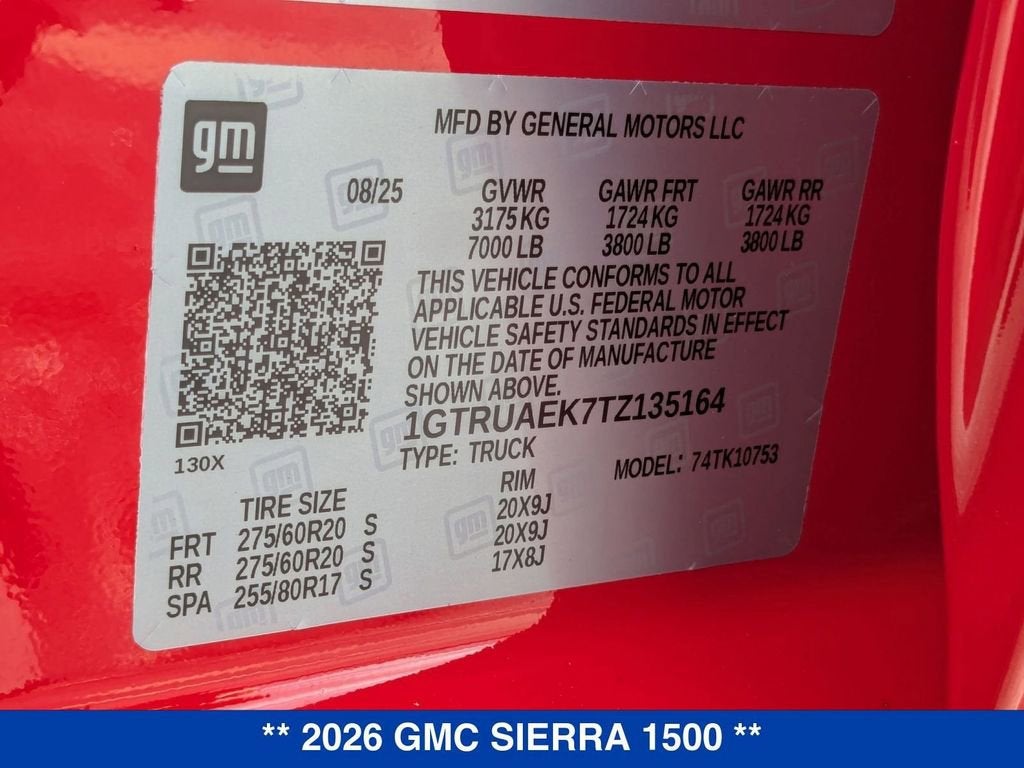 gm
MFD BY GENERAL MOTORS LLC
08/25 GVWR GAWR FRT GAWR RR
3175 KG 1724 KG 1724 KG
7000 LB 3800 LB 3800 LB
THIS VEHICLE CONFORMS TO ALL
APPLICABLE U.S. FEDERAL MOTOR
VEHICLE SAFETY STANDARDS IN EFFECT
ON THE DATE OF MANUFACTURE
SHOWN ABOVE.
1GTRUAEK7TZ135164
130X
TYPE: TRUCK MODEL: 74TK10753
TIRE SIZE RIM
FRT 275/60R20 S 20X9J
RR 275/60R20 S 20X9J
SPA 255/80R17 S 17X8J
** 2026 GMC SIERRA 1500 **